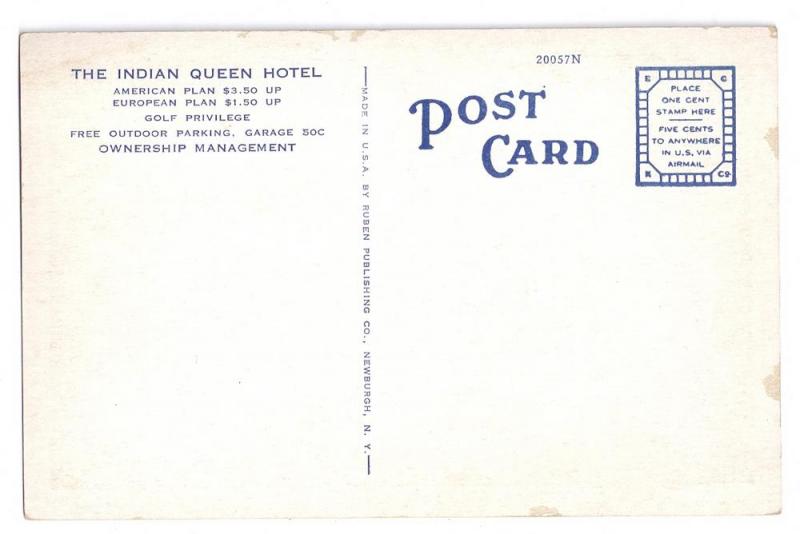 THE INDIAN QUEEN HOTEL
AMERICAN PLAN $3.50 UP
EUROPEAN PLAN $1.50 UP
GOLF PRIVILEGE
FREE OUTDOOR PARKING, GARAGE 50C
OWNERSHIP MANAGEMENT
MADE IN U.S.A. BY RUBEN PUBLISHING CO., NEWBURGH, N. Y.
20057N
POST
CARD
E C
PLACE
ONE CENT
STAMP HERE
FIVE CENTS
TO ANYWHERE
IN U.S. VIA
AIRMAIL
K Co